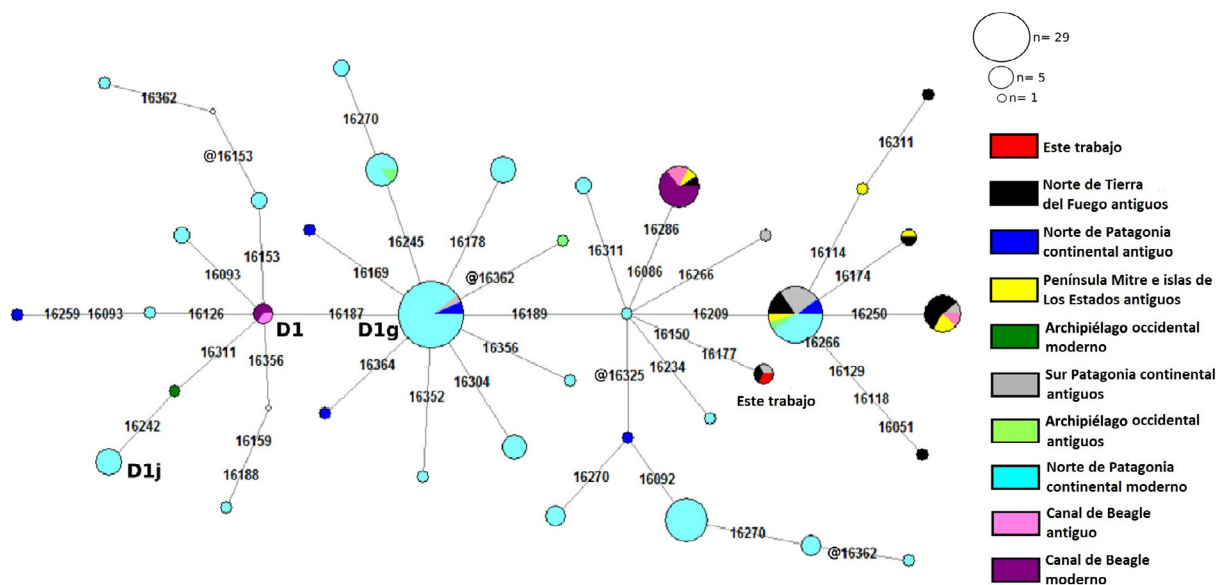 n= 29
n= 5
n= 1
16362
@16153
16153
16093
16259
16093
16126
D1
16311
16356
16242
D1j
16159
16188
16270
16245
16178
16169
@16362
16187
D1g
16189
16364
16352
16304
16356
16311
16286
16086
16266
16150
16177
16209
@16325
16234
Este trabajo
16270
16092
16270
@16362
16311
16114
16174
16250
16266
16129
16118
16051
Este trabajo
Norte de Tierra
del Fuego antiguos
Norte de Patagonia
continental antiguo
Península Mitre e islas de
Los Estados antiguos
Archipiélago occidental
moderno
Sur Patagonia continental
antiguos
Archipiélago occidental
antiguos
Norte de Patagonia
continental moderno
Canal de Beagle
antiguo
Canal de Beagle
moderno